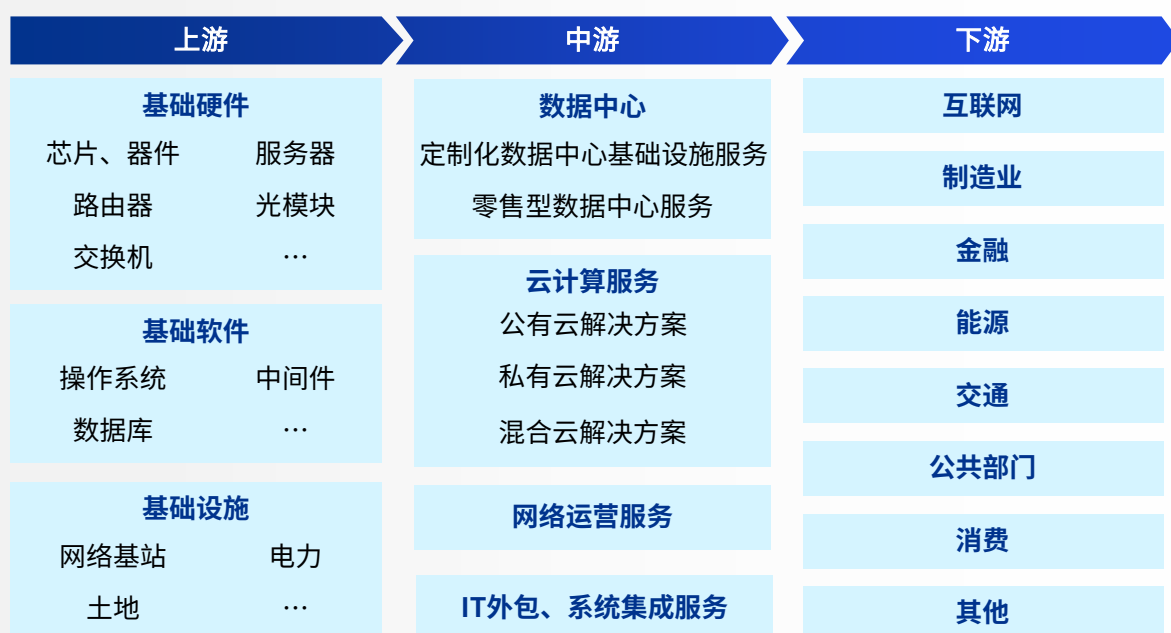 上游
中游
下游
基础硬件
芯片、器件 服务器
路由器 光模块
交换机 …
基础软件
操作系统 中间件
数据库 …
基础设施
网络基站 电力
土地 …
数据中心
定制化数据中心基础设施服务
零售型数据中心服务
云计算服务
公有云解决方案
私有云解决方案
混合云解决方案
网络运营服务
IT外包、系统集成服务
互联网
制造业
金融
能源
交通
公共部门
消费
其他